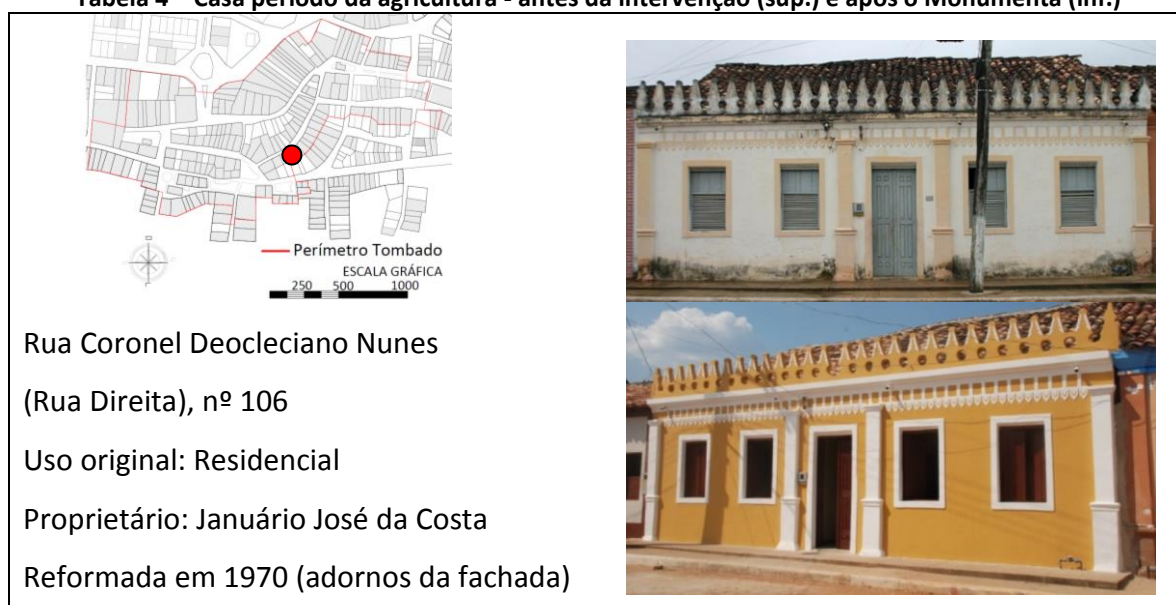 Tabela 4 – Casa período da agricultura - antes da intervenção (sup.) e após o Monumenta (inf.)
Perímetro Tombado
ESCALA GRÁFICA
250 500 1000
Rua Coronel Deocleciano Nunes
(Rua Direita), nº 106
Uso original: Residencial
Proprietário: Januário José da Costa
Reformada em 1970 (adornos da fachada)